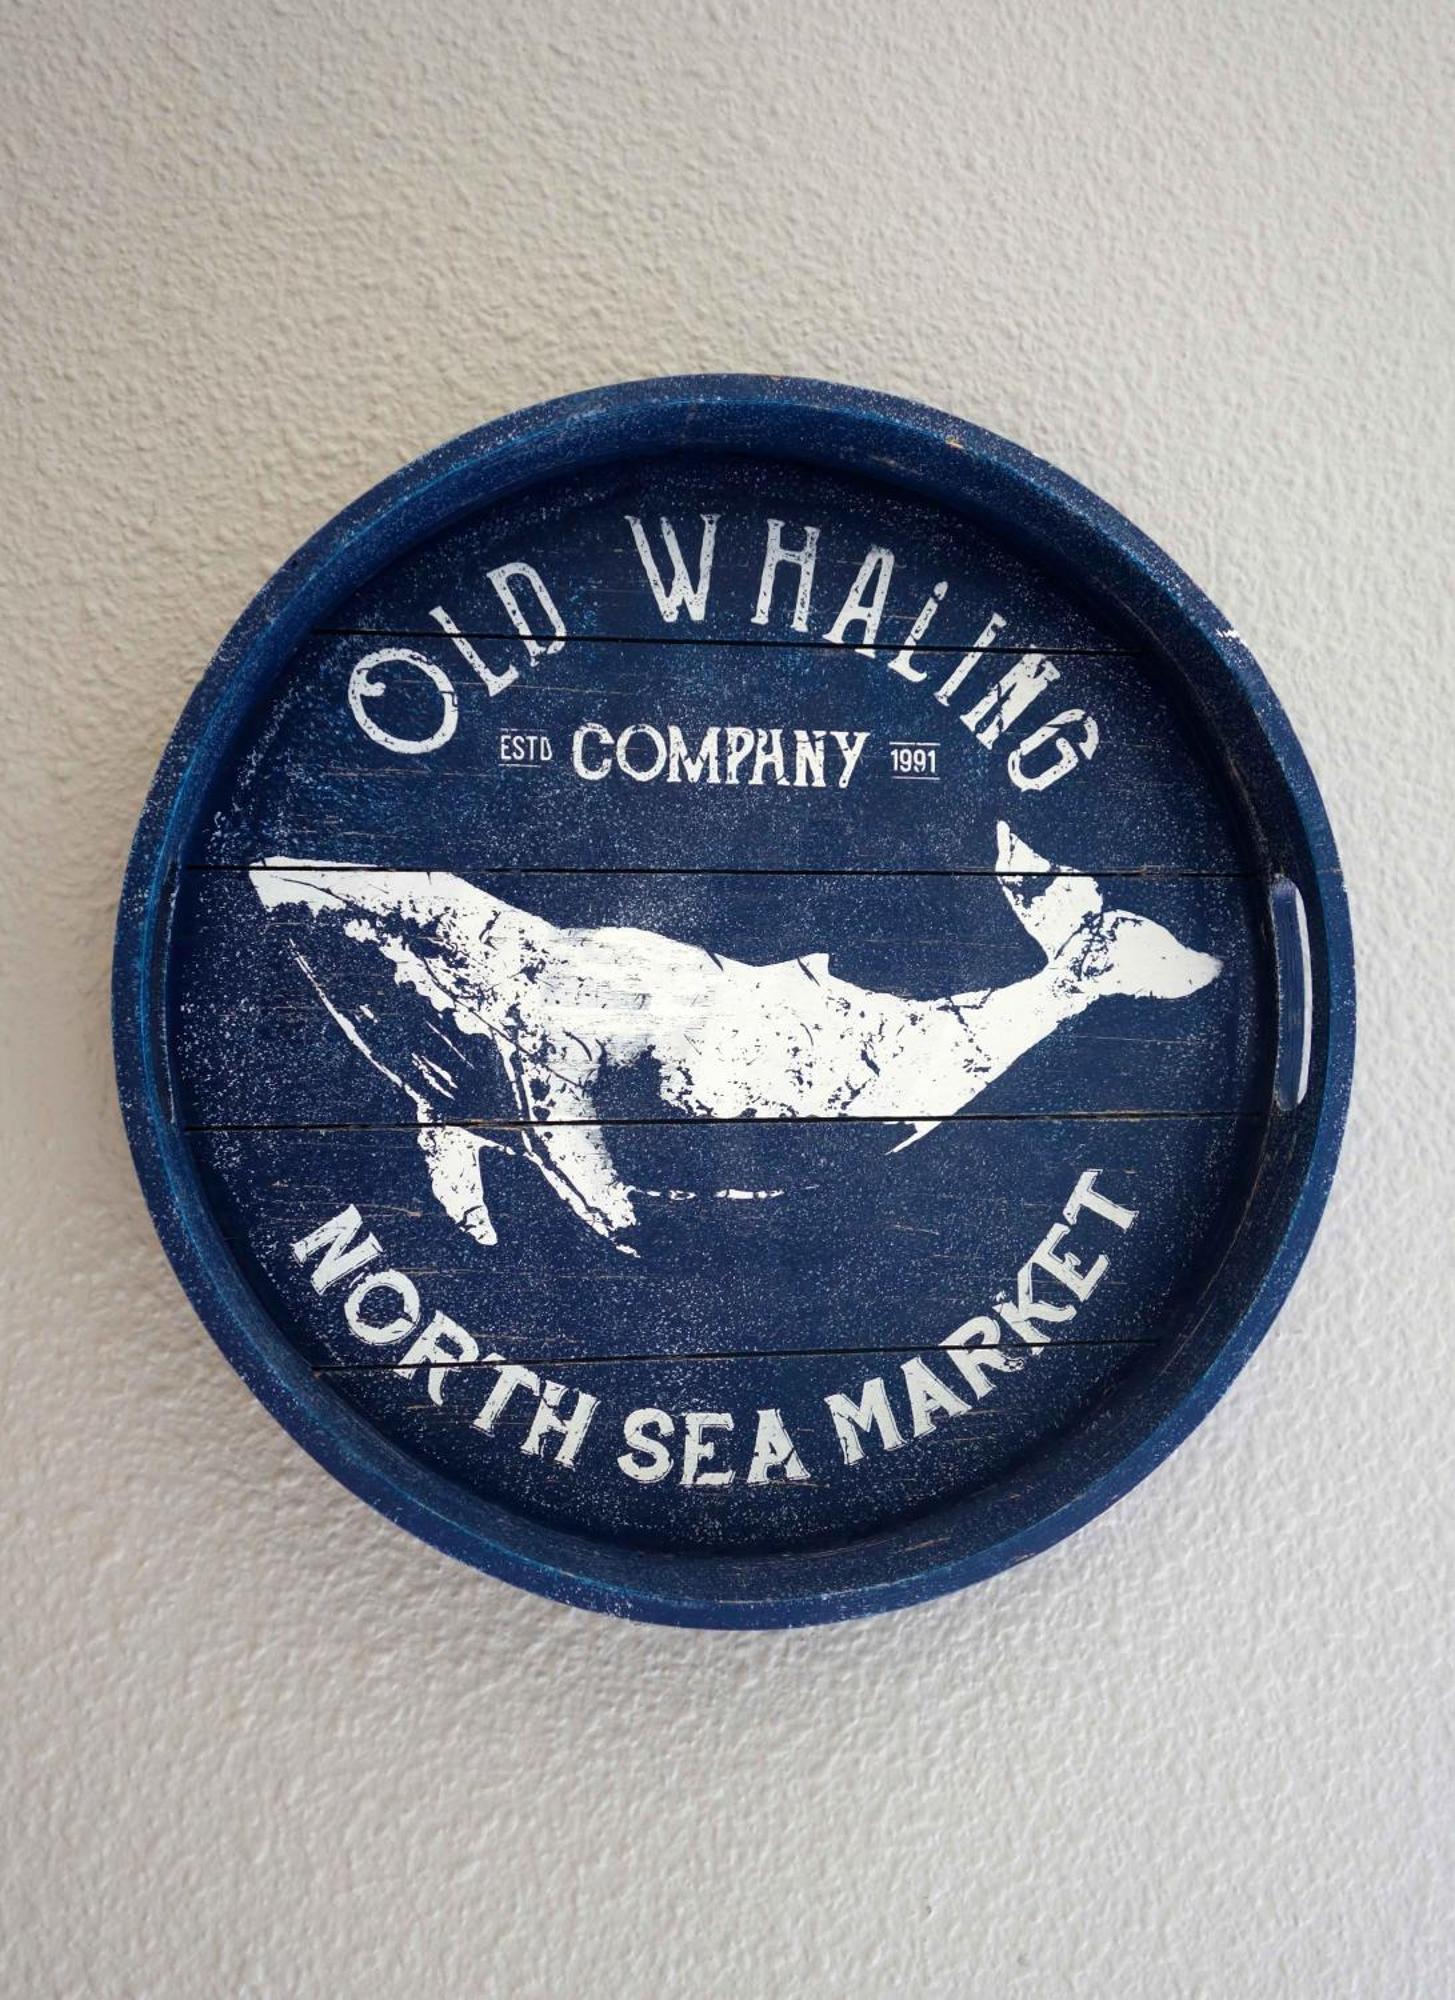 OLD WHALING
ESTD COMPANY 1991
NORTH SEA MARKET